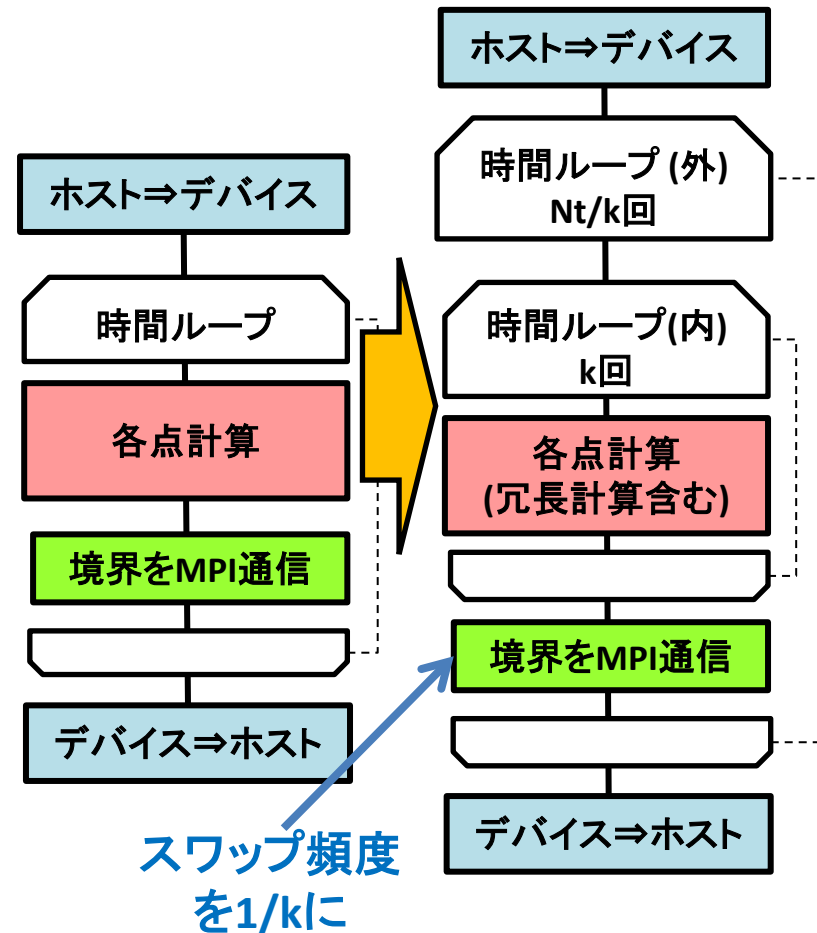 ホスト⇒デバイス
時間ループ
各点計算
境界をMPI通信
デバイス⇒ホスト
ホスト⇒デバイス
時間ループ (外)
Nt/k回
時間ループ(内)
k回
各点計算
(冗長計算含む)
境界をMPI通信
デバイス⇒ホスト
スワップ頻度
を1/kに